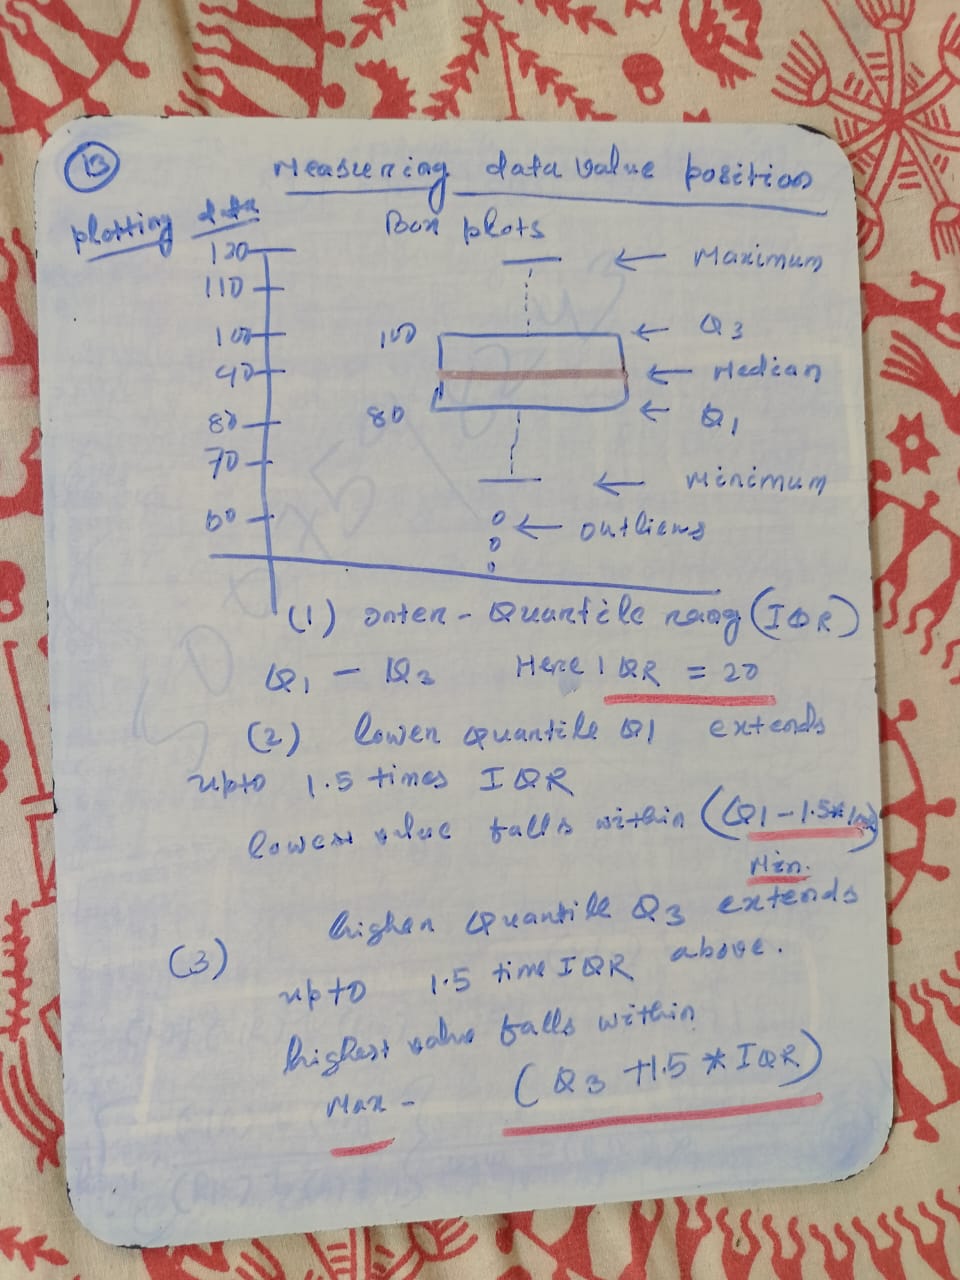 13
Measuring data value position
plotting data
Box plots
120
110
100
90
80
70
60
100
80
Maximum
Q3
Median
Q1
Minimum
outliers
(1) Inter - Quartile rang (IQR)
Q1 - Q3 Here IQR = 20
(2) lower Quantile Q1 extends
upto 1.5 times IQR
lowest value falls within (Q1 - 1.5*IQR)
Min.
(3) higher Quantile Q3 extends
upto 1.5 time IQR above.
highest value falls within
Max - (Q3 + 1.5 * IQR)